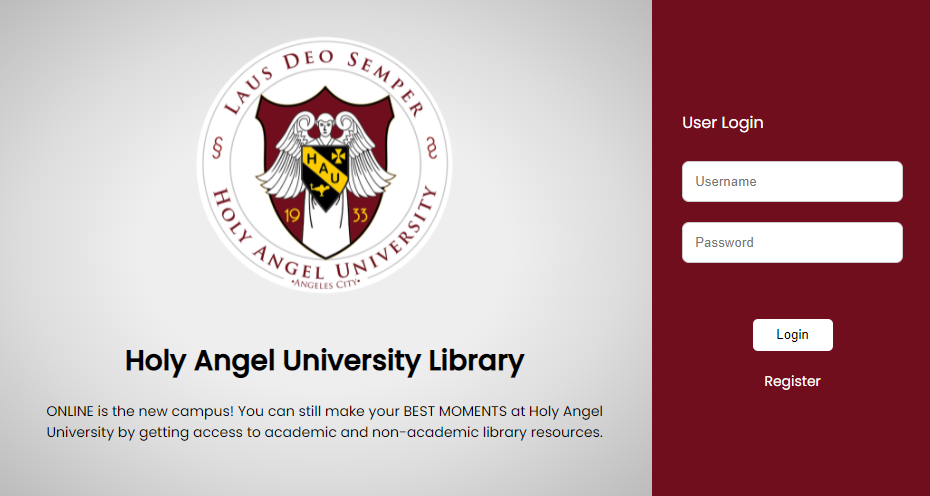 LAUS DEO SEMPER
HAU
1933
HOLY ANGEL UNIVERSITY
•ANGELES CITY•
Holy Angel University Library
ONLINE is the new campus! You can still make your BEST MOMENTS at Holy Angel
University by getting access to academic and non-academic library resources.
User Login
Username
Password
Login
Register